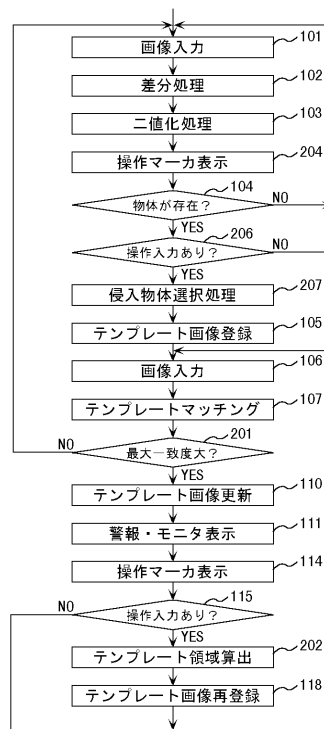 画像入力 101
差分処理 102
二値化処理 103
操作マーカ表示 204
物体が存在? 104
NO
YES
操作入力あり? 206
NO
YES
侵入物体選択処理 207
テンプレート画像登録 105
画像入力 106
テンプレートマッチング 107
最大一致度大? 201
NO
YES
テンプレート画像更新 110
警報・モニタ表示 111
操作マーカ表示 114
操作入力あり? 115
NO
YES
テンプレート領域算出 202
テンプレート画像再登録 118